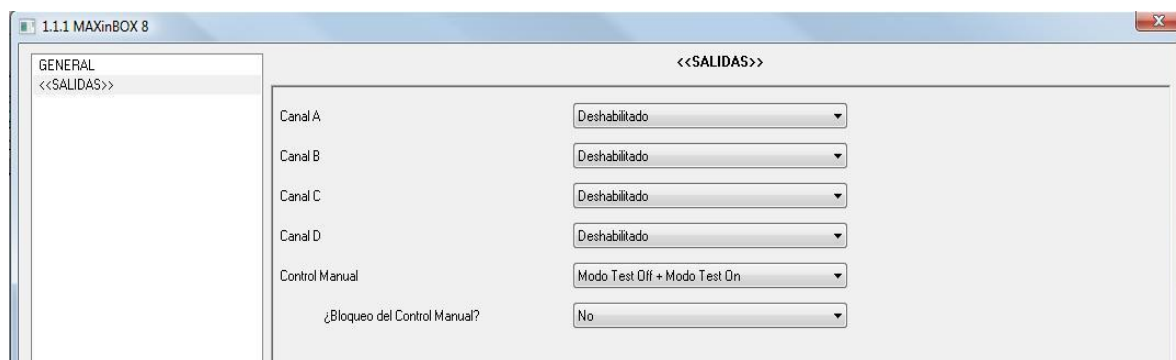 1.1.1 MAXinBOX 8
GENERAL
<<SALIDAS>>
<<SALIDAS>>
Canal A Deshabilitado
Canal B Deshabilitado
Canal C Deshabilitado
Canal D Deshabilitado
Control Manual Modo Test Off + Modo Test On
¿Bloqueo del Control Manual? No